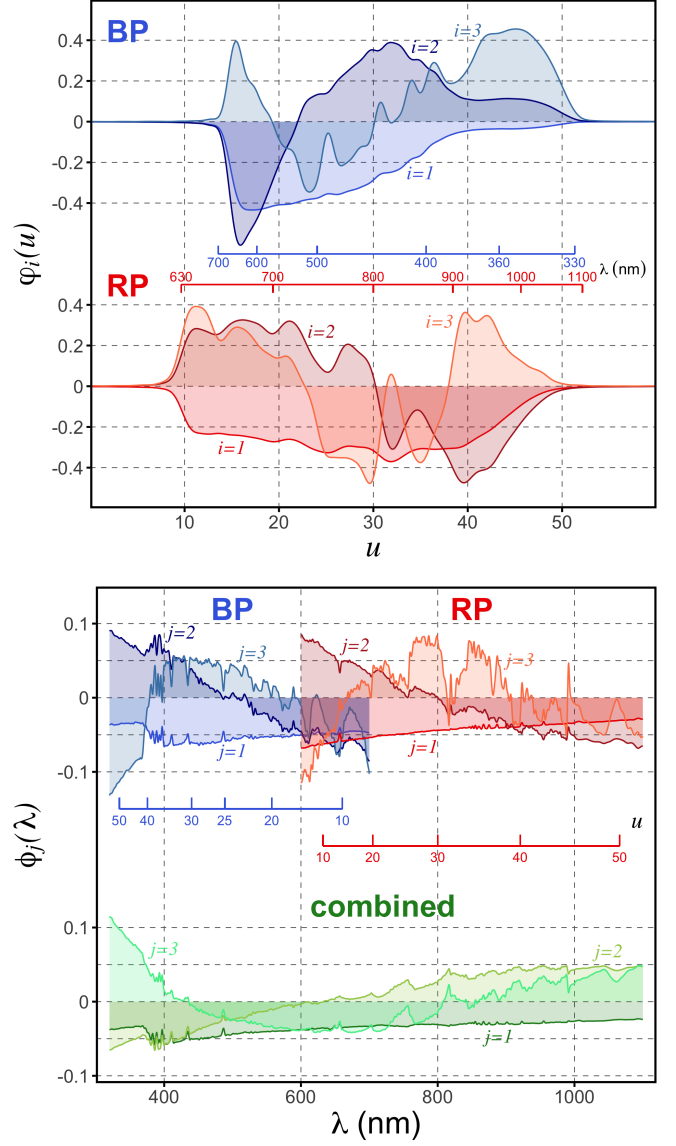 BP
0.4
0.2
0
-0.2
-0.4
i=3
i=2
i=1
φi(u)
700 600 500 400 360 330
630 700 800 900 1000 1100 λ (nm)
RP
0.4
0.2
0
-0.2
-0.4
i=2
i=3
i=1
10 20 30 40 50
u
BP RP
0.1
0
-0.1
j=2
j=3
j=1
j=2
j=3
j=1
ϕj(λ)
50 40 30 25 20 10
u
10 20 30 40 50
combined
0.1
0
-0.1
j=3
j=2
j=1
400 600 800 1000
λ (nm)